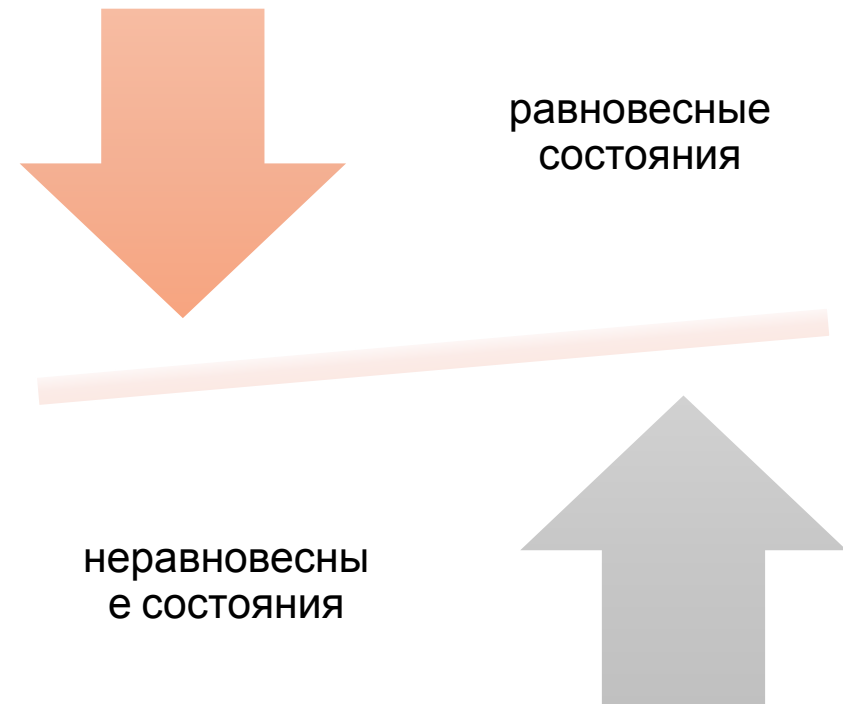 равновесные
состояния
неравновесны
е состояния